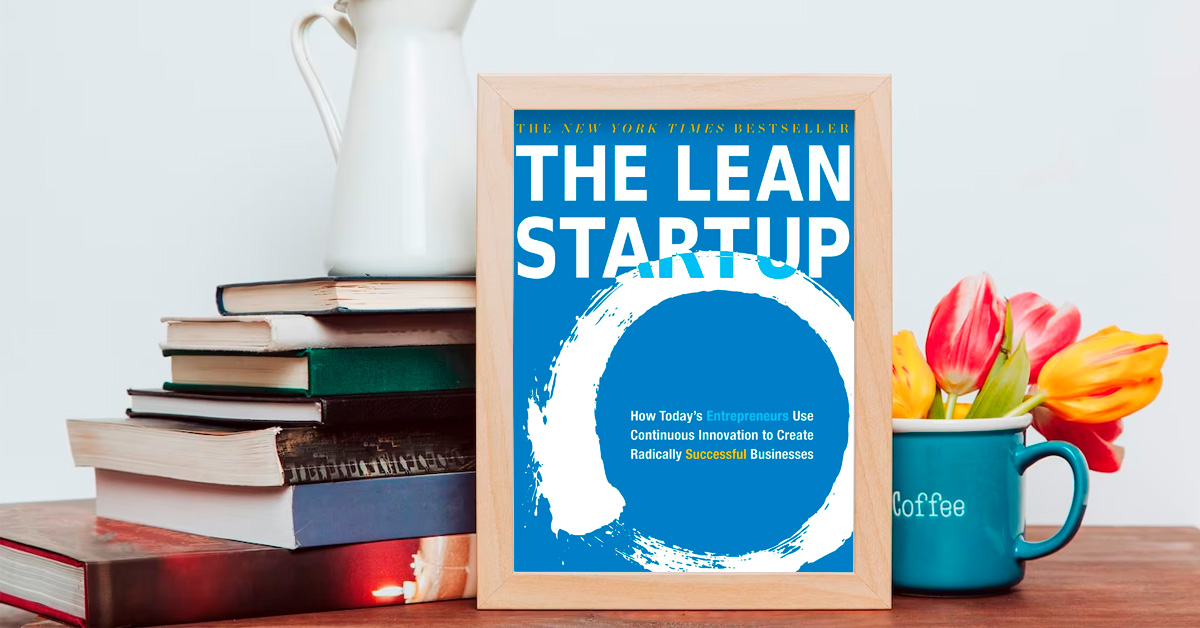 THE NEW YORK TIMES BESTSELLER
THE LEAN
STARTUP
How Today's Entrepreneurs Use
Continuous Innovation to Create
Radically Successful Businesses
Coffee